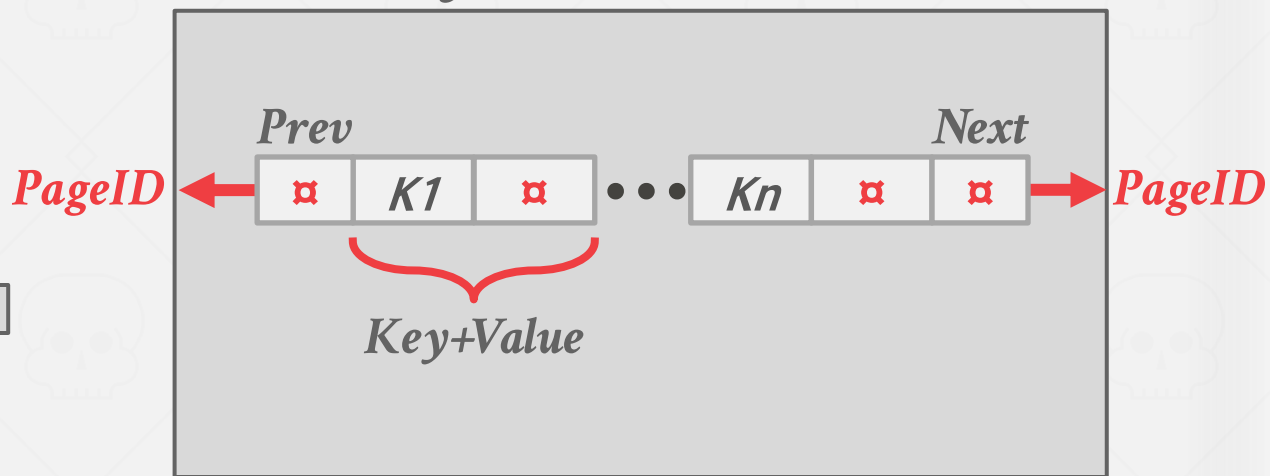 Prev Next
PageID ¤ K1 ¤ ••• Kn ¤ ¤ PageID
Key+Value